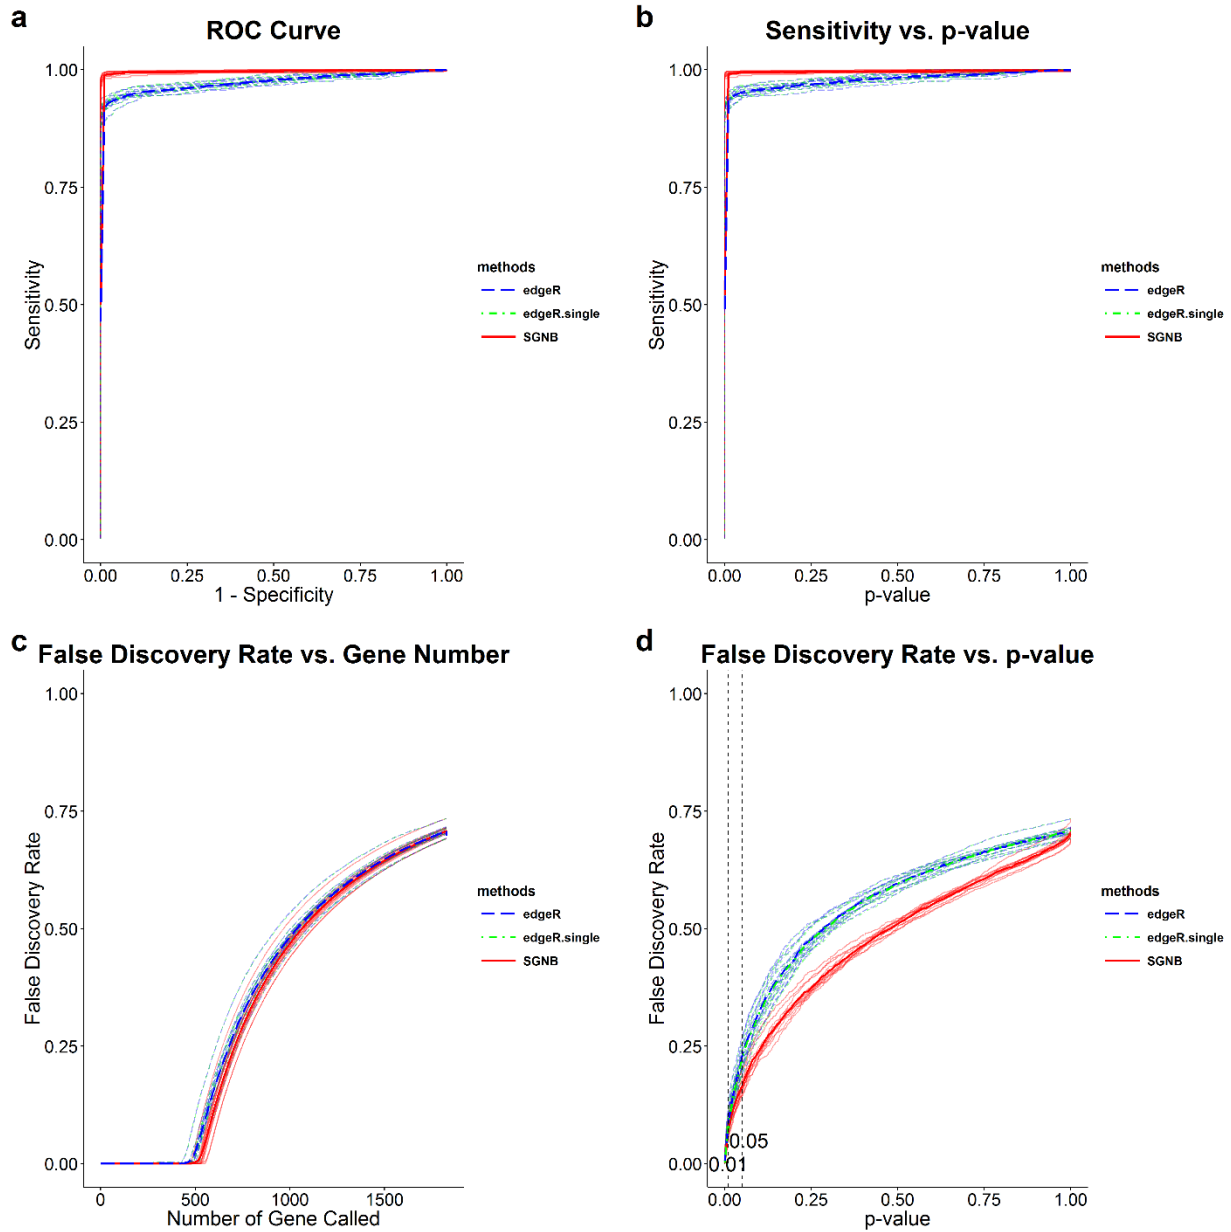 a
ROC Curve
1.00
0.75
0.50
0.25
0.00
Sensitivity
0.00 0.25 0.50 0.75 1.00
1 - Specificity
methods
edgeR
edgeR.single
SGNB
b
Sensitivity vs. p-value
1.00
0.75
0.50
0.25
0.00
Sensitivity
0.00 0.25 0.50 0.75 1.00
p-value
methods
edgeR
edgeR.single
SGNB
c
False Discovery Rate vs. Gene Number
1.00
0.75
0.50
0.25
0.00
False Discovery Rate
0 500 1000 1500
Number of Gene Called
methods
edgeR
edgeR.single
SGNB
d
False Discovery Rate vs. p-value
1.00
0.75
0.50
0.25
0.00
False Discovery Rate
0.05
0.01
0.00 0.25 0.50 0.75 1.00
p-value
methods
edgeR
edgeR.single
SGNB